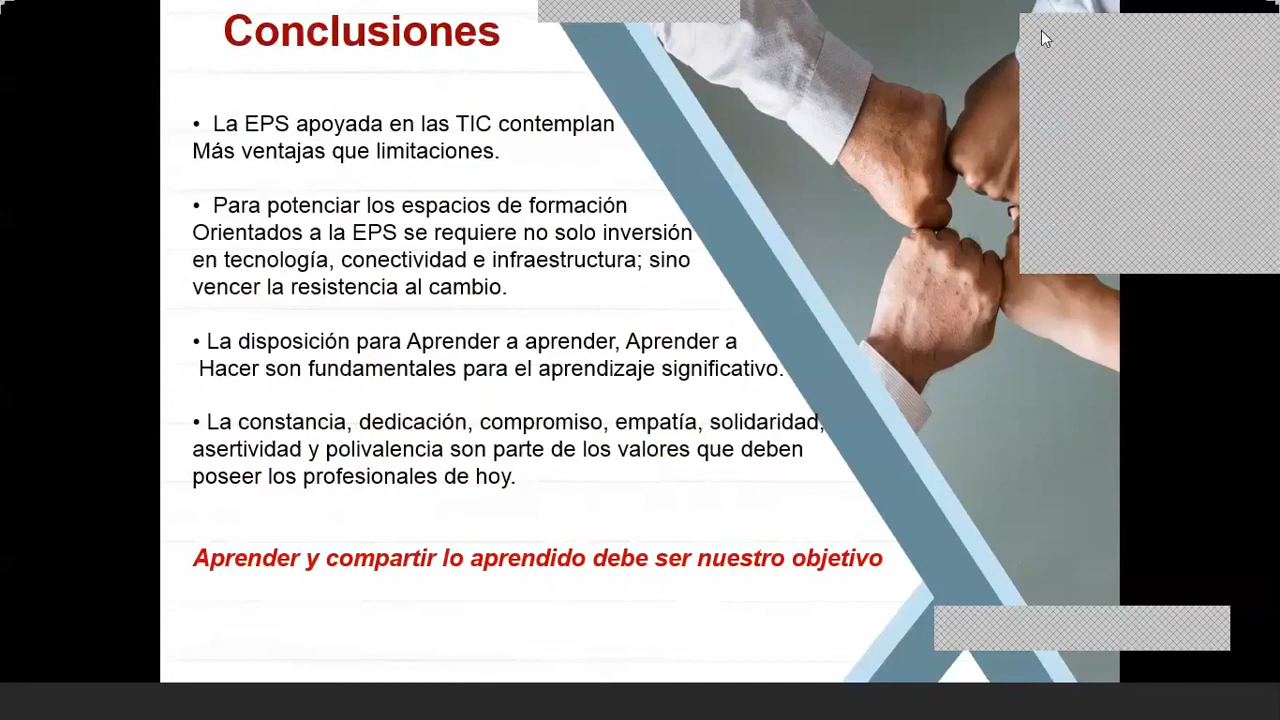 Conclusiones
• La EPS apoyada en las TIC contemplan
Más ventajas que limitaciones.
• Para potenciar los espacios de formación
Orientados a la EPS se requiere no solo inversión
en tecnología, conectividad e infraestructura; sino
vencer la resistencia al cambio.
• La disposición para Aprender a aprender, Aprender a
Hacer son fundamentales para el aprendizaje significativo.
• La constancia, dedicación, compromiso, empatía, solidaridad,
asertividad y polivalencia son parte de los valores que deben
poseer los profesionales de hoy.
Aprender y compartir lo aprendido debe ser nuestro objetivo